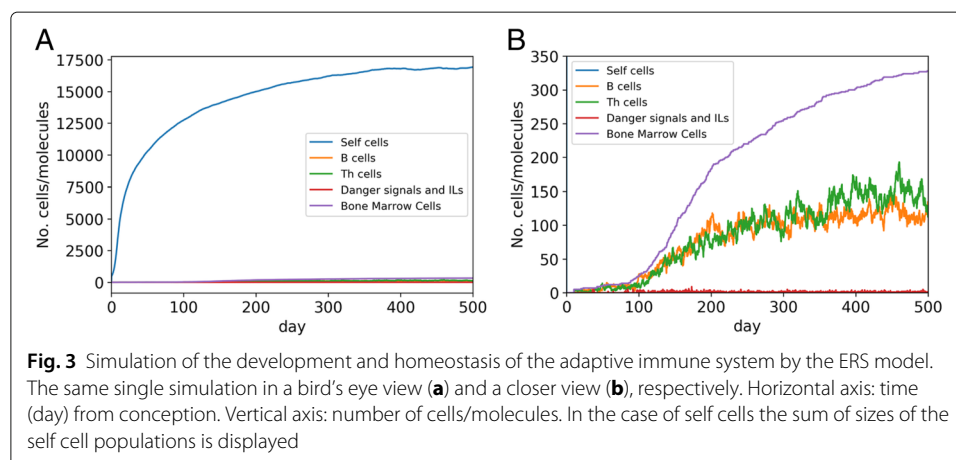 A
17500
15000
12500
10000
7500
5000
2500
0
No. cells/molecules
Self cells
B cells
Th cells
Danger signals and ILs
Bone Marrow Cells
0 100 200 300 400 500
day
B
350
300
250
200
150
100
50
0
No. cells/molecules
Self cells
B cells
Th cells
Danger signals and ILs
Bone Marrow Cells
0 100 200 300 400 500
day
Fig. 3 Simulation of the development and homeostasis of the adaptive immune system by the ERS model.
The same single simulation in a bird's eye view (a) and a closer view (b), respectively. Horizontal axis: time
(day) from conception. Vertical axis: number of cells/molecules. In the case of self cells the sum of sizes of the
self cell populations is displayed